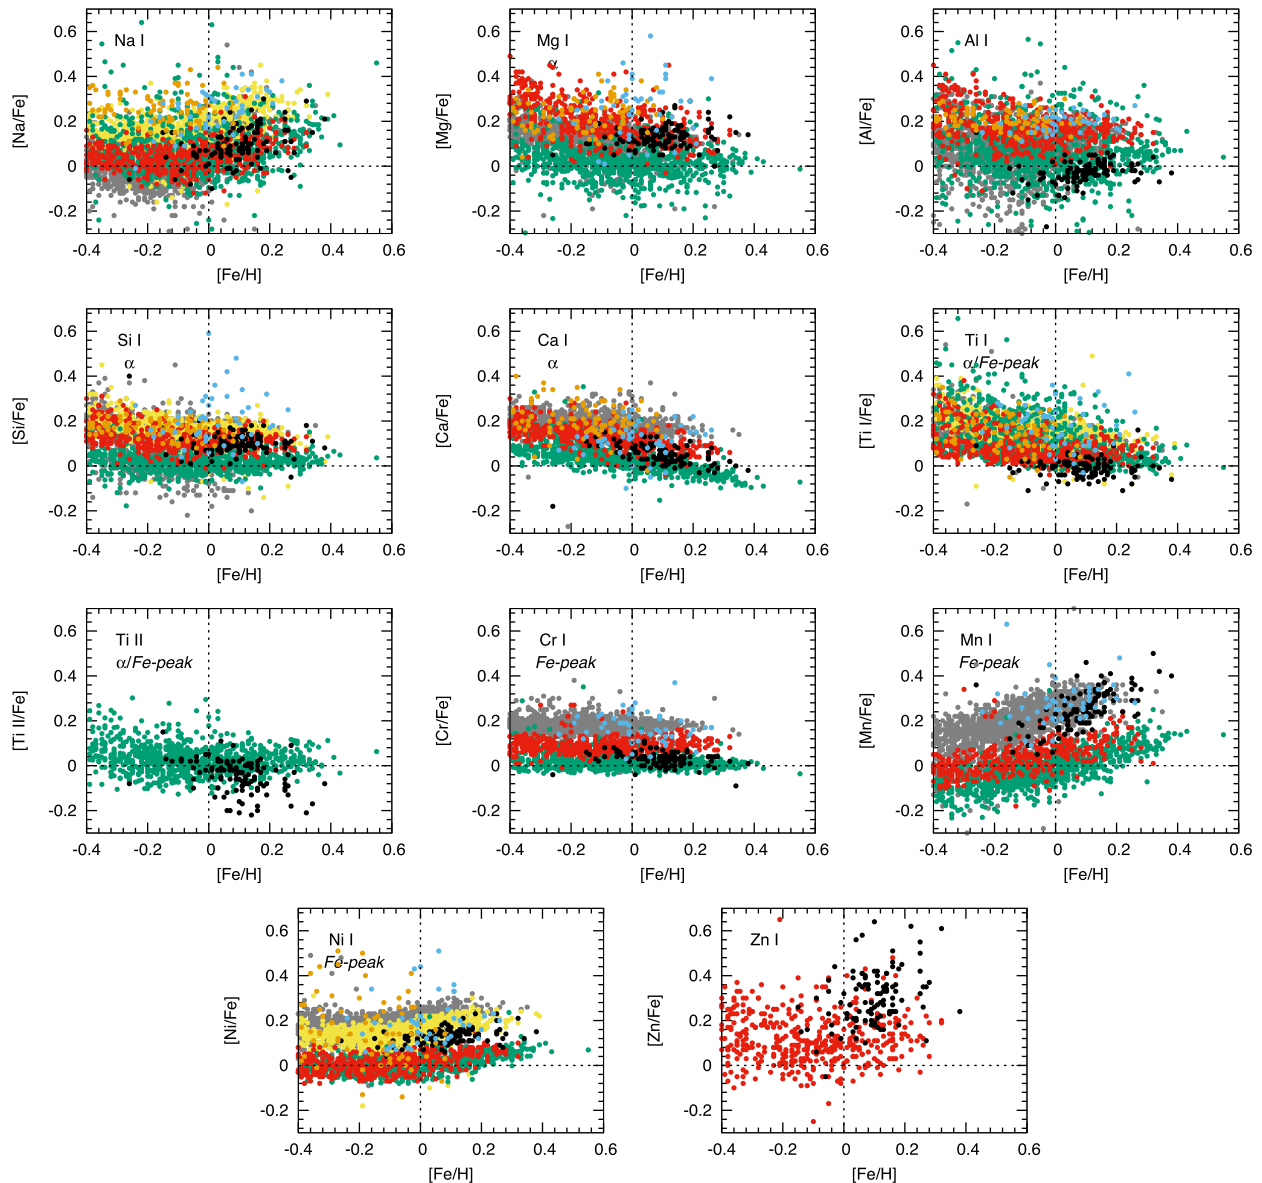 Na I
[Na/Fe]
0.6
0.4
0.2
0
-0.2
-0.4 -0.2 0 0.2 0.4 0.6
[Fe/H]
Mg I
α
[Mg/Fe]
0.6
0.4
0.2
0
-0.2
-0.4 -0.2 0 0.2 0.4 0.6
[Fe/H]
Al I
[Al/Fe]
0.6
0.4
0.2
0
-0.2
-0.4 -0.2 0 0.2 0.4 0.6
[Fe/H]
Si I
α
[Si/Fe]
0.6
0.4
0.2
0
-0.2
-0.4 -0.2 0 0.2 0.4 0.6
[Fe/H]
Ca I
α
[Ca/Fe]
0.6
0.4
0.2
0
-0.2
-0.4 -0.2 0 0.2 0.4 0.6
[Fe/H]
Ti I
α/Fe-peak
[Ti I/Fe]
0.6
0.4
0.2
0
-0.2
-0.4 -0.2 0 0.2 0.4 0.6
[Fe/H]
Ti II
α/Fe-peak
[Ti II/Fe]
0.6
0.4
0.2
0
-0.2
-0.4 -0.2 0 0.2 0.4 0.6
[Fe/H]
Cr I
Fe-peak
[Cr/Fe]
0.6
0.4
0.2
0
-0.2
-0.4 -0.2 0 0.2 0.4 0.6
[Fe/H]
Mn I
Fe-peak
[Mn/Fe]
0.6
0.4
0.2
0
-0.2
-0.4 -0.2 0 0.2 0.4 0.6
[Fe/H]
Ni I
Fe-peak
[Ni/Fe]
0.6
0.4
0.2
0
-0.2
-0.4 -0.2 0 0.2 0.4 0.6
[Fe/H]
Zn I
[Zn/Fe]
0.6
0.4
0.2
0
-0.2
-0.4 -0.2 0 0.2 0.4 0.6
[Fe/H]